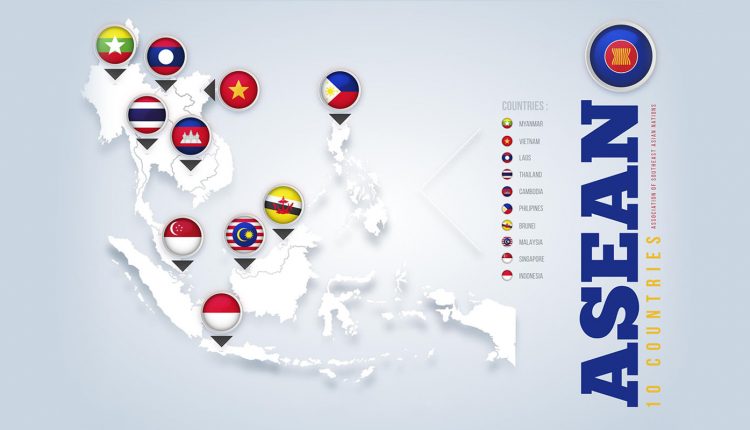 COUNTRIES :
MYANMAR
VIETNAM
LAOS
THAILAND
CAMBODIA
PHILIPINES
BRUNEI
MALAYSIA
SINGAPORE
INDONESIA
ASEAN
ASSOCIATION OF SOUTHEAST ASIAN NATIONS
10 COUNTRIES